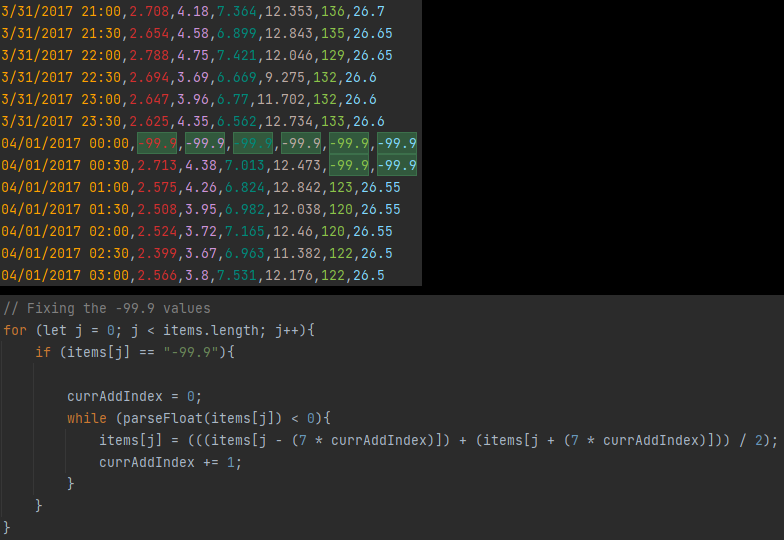 3/31/2017 21:00,2.708,4.18,7.364,12.353,136,26.7
3/31/2017 21:30,2.654,4.58,6.899,12.843,135,26.65
3/31/2017 22:00,2.788,4.75,7.421,12.046,129,26.65
3/31/2017 22:30,2.694,3.69,6.669,9.275,132,26.6
3/31/2017 23:00,2.647,3.96,6.77,11.702,132,26.6
3/31/2017 23:30,2.625,4.35,6.562,12.734,133,26.6
04/01/2017 00:00,-99.9,-99.9,-99.9,-99.9,-99.9,-99.9
04/01/2017 00:30,2.713,4.38,7.013,12.473,-99.9,-99.9
04/01/2017 01:00,2.575,4.26,6.824,12.842,123,26.55
04/01/2017 01:30,2.508,3.95,6.982,12.038,120,26.55
04/01/2017 02:00,2.524,3.72,7.165,12.46,120,26.55
04/01/2017 02:30,2.399,3.67,6.963,11.382,122,26.5
04/01/2017 03:00,2.566,3.8,7.531,12.176,122,26.5
// Fixing the -99.9 values
for (let j = 0; j < items.length; j++){
if (items[j] == "-99.9"){
currAddIndex = 0;
while (parseFloat(items[j]) < 0){
items[j] = (((items[j - (7 * currAddIndex)]) + (items[j + (7 * currAddIndex)])) / 2);
currAddIndex += 1;
}
}
}